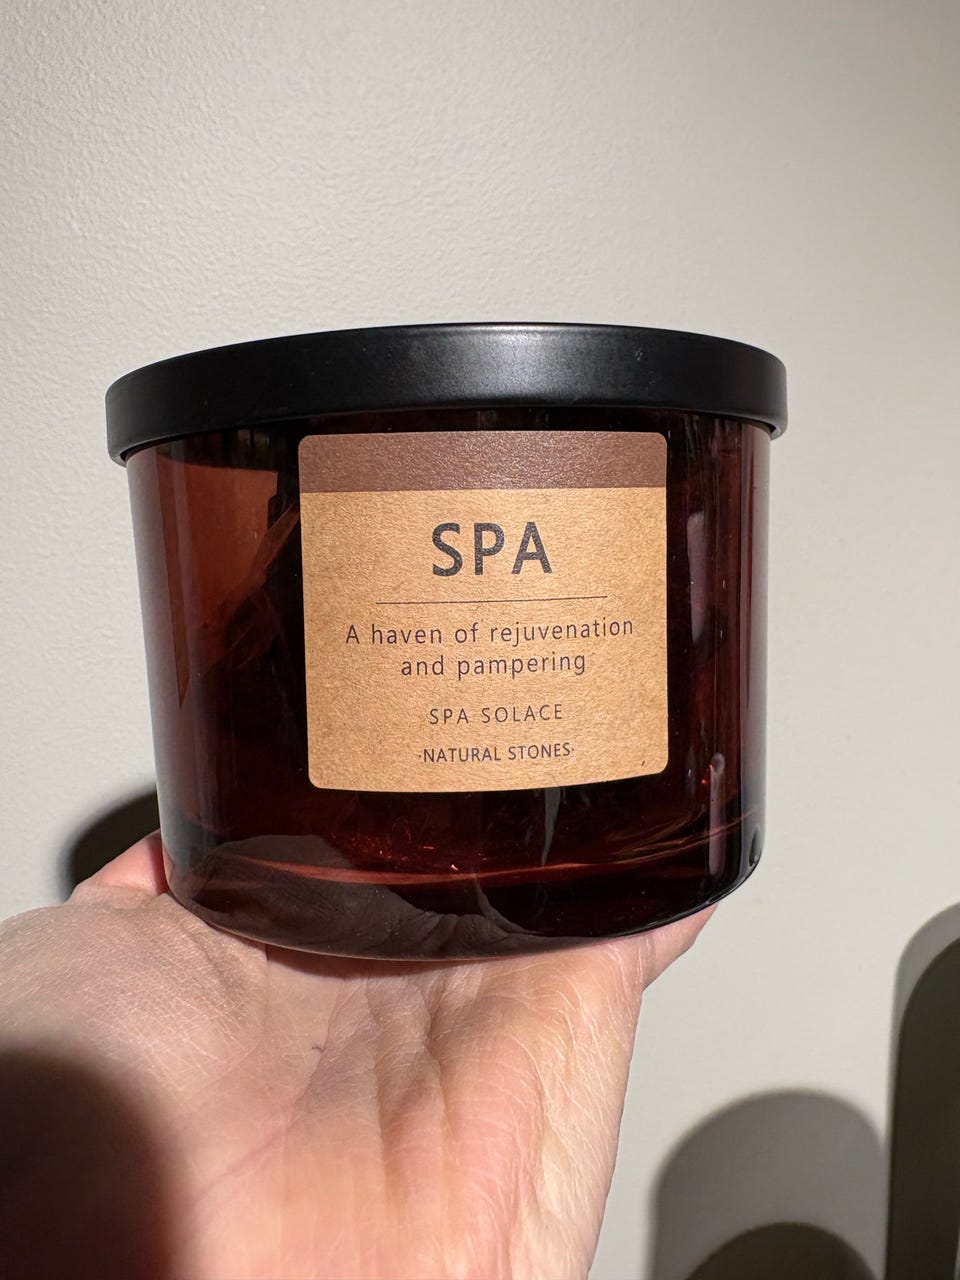 SPA
A haven of rejuvenation
and pampering
SPA SOLACE
·NATURAL STONES·